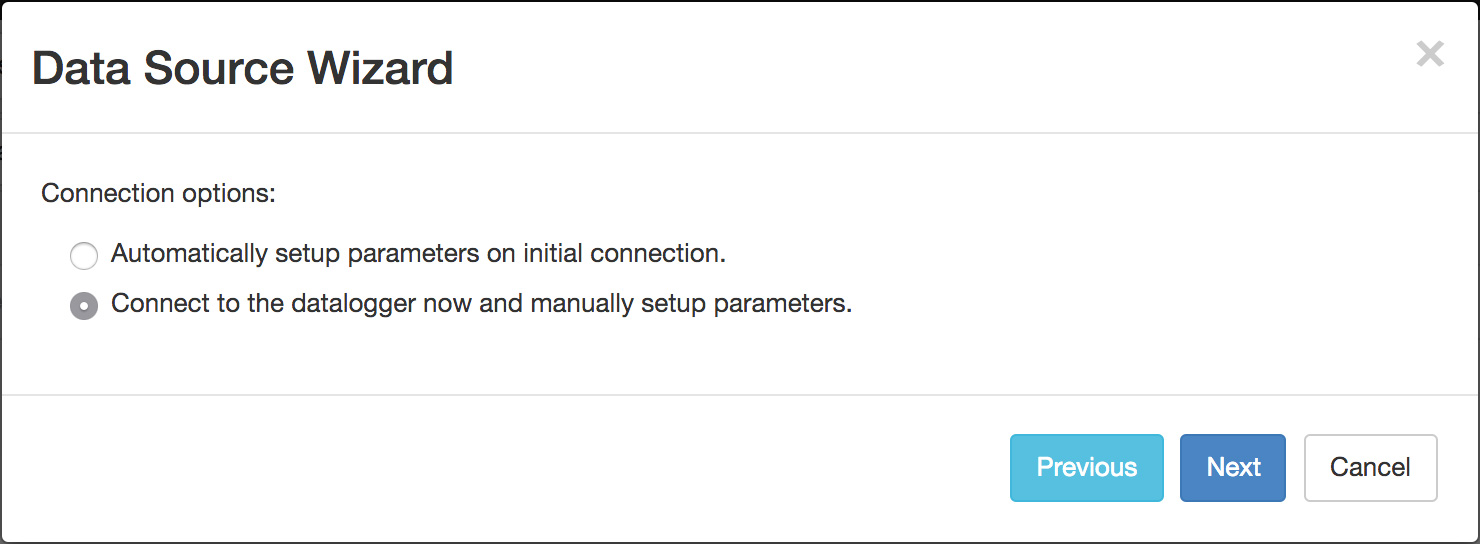 Data Source Wizard
Connection options:
Automatically setup parameters on initial connection.
Connect to the datalogger now and manually setup parameters.
Previous Next Cancel